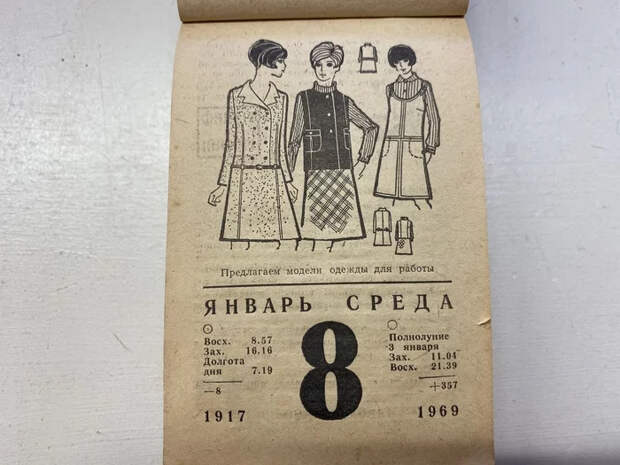 Предлагаем модели одежды для работы
ЯНВАРЬ СРЕДА
Восх. 8.57
Зах. 16.16
Долгота
дня 7.19
—8
1917
8
Полнолуние
3 января
Зах. 11.04
Восх. 21.39
+357
1969